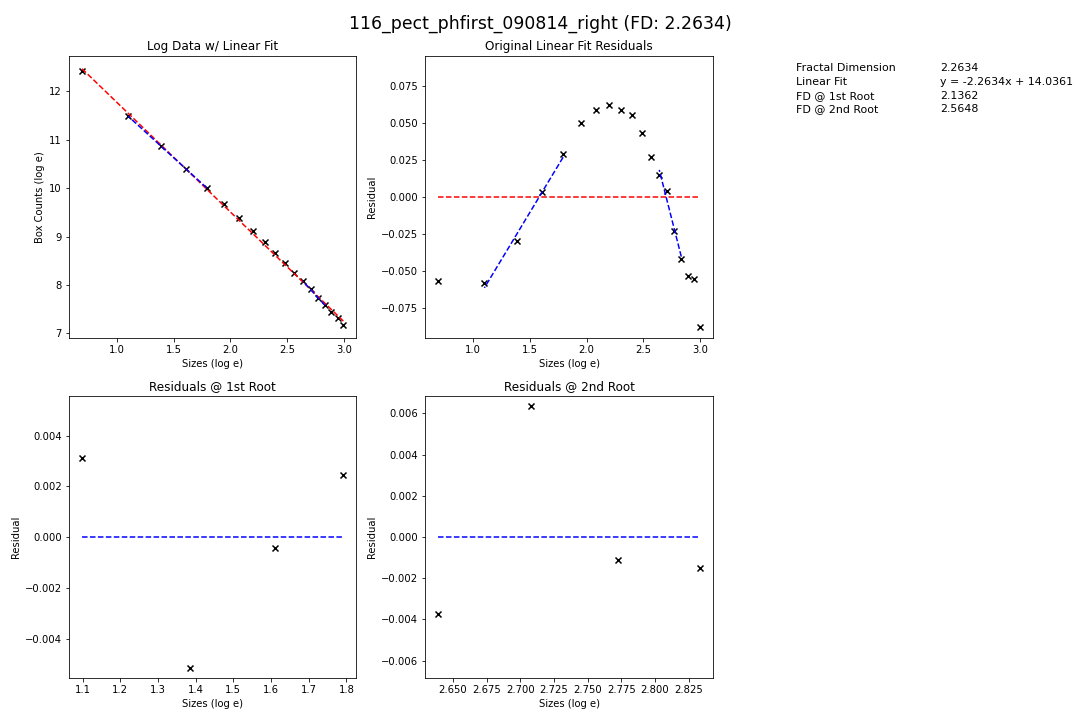 116_pect_phfirst_090814_right (FD: 2.2634)
Log Data w/ Linear Fit
12
11
10
9
8
7
Box Counts (log e)
1.0 1.5 2.0 2.5 3.0
Sizes (log e)
Original Linear Fit Residuals
0.075
0.050
0.025
0.000
−0.025
−0.050
−0.075
Residual
1.0 1.5 2.0 2.5 3.0
Sizes (log e)
Fractal Dimension 2.2634
Linear Fit y = -2.2634x + 14.0361
FD @ 1st Root 2.1362
FD @ 2nd Root 2.5648
Residuals @ 1st Root
0.004
0.002
0.000
−0.002
−0.004
Residual
1.1 1.2 1.3 1.4 1.5 1.6 1.7 1.8
Sizes (log e)
Residuals @ 2nd Root
0.006
0.004
0.002
0.000
−0.002
−0.004
−0.006
Residual
2.650 2.675 2.700 2.725 2.750 2.775 2.800 2.825
Sizes (log e)